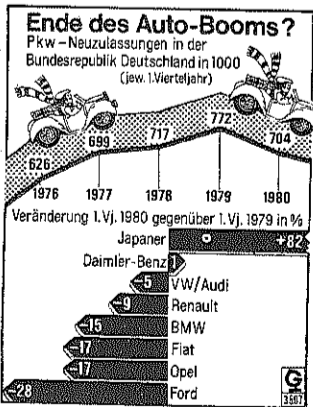 Ende des Auto-Booms?
Pkw-Neuzulassungen in der
Bundesrepublik Deutschland in 1000
(jew. 1. Vierteljahr)
626
699
717
772
704
1976 1977 1978 1979 1980
Veränderung 1. Vj. 1980 gegenüber 1. Vj. 1979 in %
Japaner +82
Daimler-Benz 1
-5 VW/Audi
-9 Renault
-15 BMW
-17 Fiat
-17 Opel
-28 Ford
G